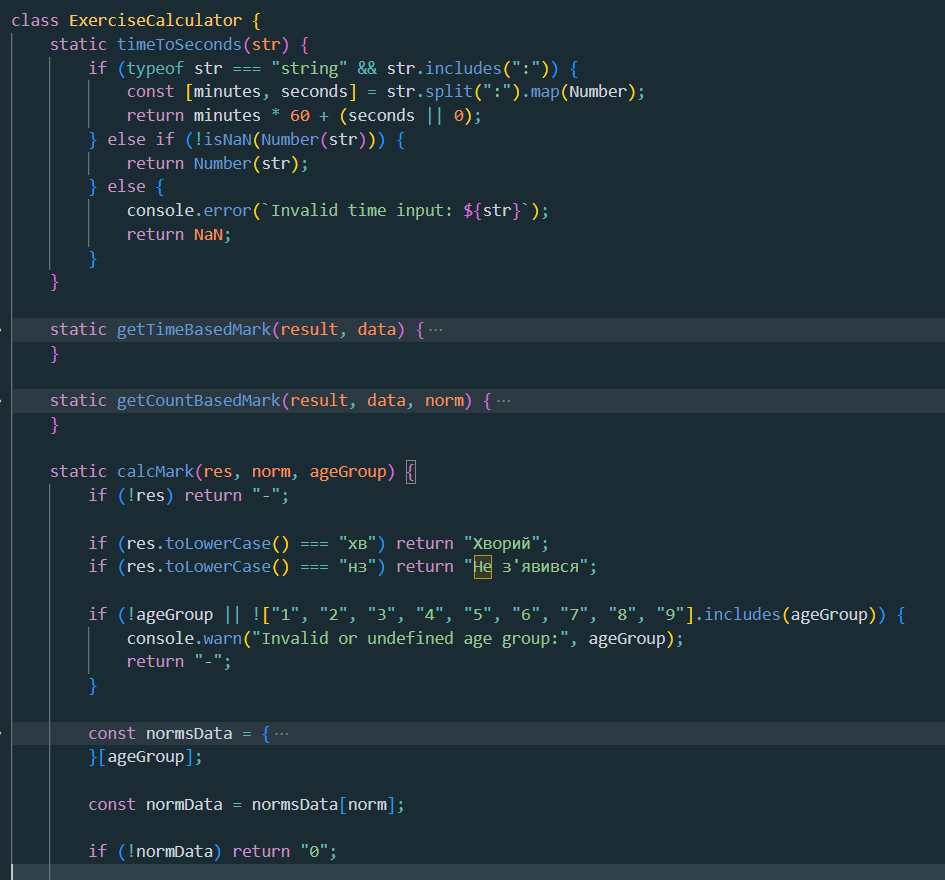 class ExerciseCalculator {
static timeToSeconds(str) {
if (typeof str === "string" && str.includes(":")) {
const [minutes, seconds] = str.split(":").map(Number);
return minutes * 60 + (seconds || 0);
} else if (!isNaN(Number(str))) {
return Number(str);
} else {
console.error(`Invalid time input: ${str}`);
return NaN;
}
}
static getTimeBasedMark(result, data) { ···
}
static getCountBasedMark(result, data, norm) { ···
}
static calcMark(res, norm, ageGroup) {
if (!res) return "-";
if (res.toLowerCase() === "хв") return "Хворий";
if (res.toLowerCase() === "нз") return "Не з'явився";
if (!ageGroup || !["1", "2", "3", "4", "5", "6", "7", "8", "9"].includes(ageGroup)) {
console.warn("Invalid or undefined age group:", ageGroup);
return "-";
}
const normsData = { ···
}[ageGroup];
const normData = normsData[norm];
if (!normData) return "0";